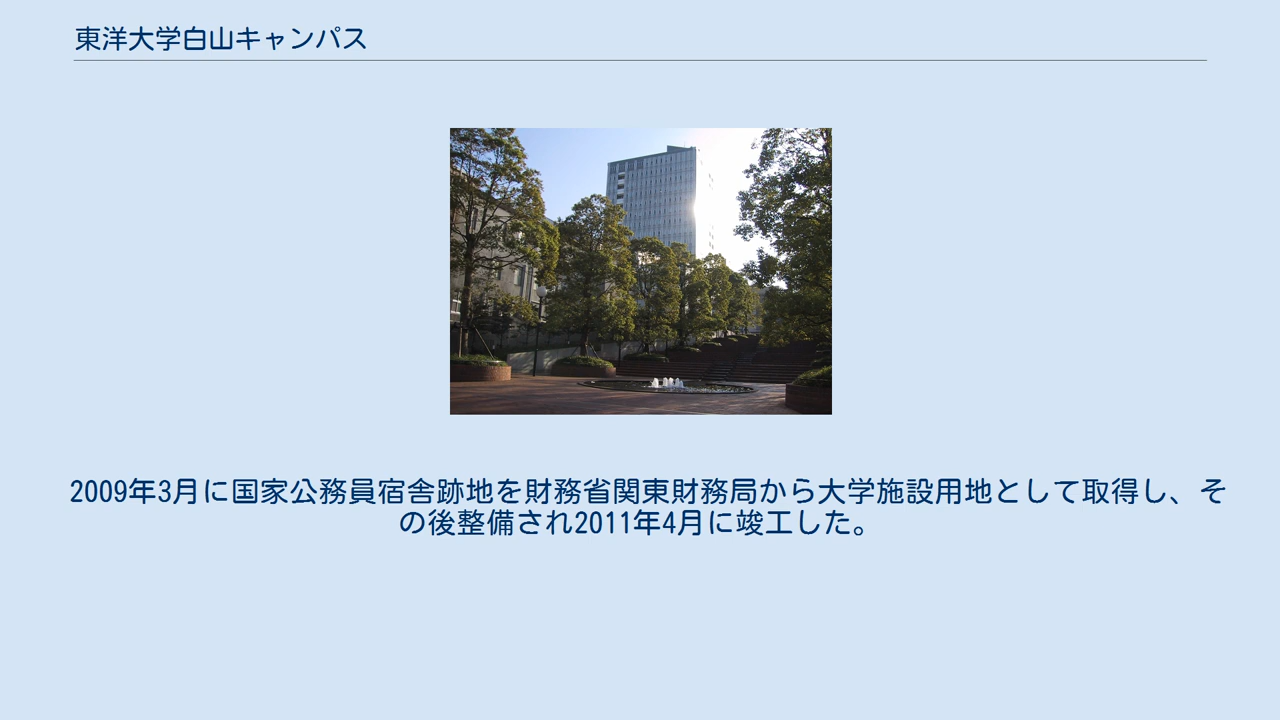 東洋大学白山キャンパス
2009年3月に国家公務員宿舎跡地を財務省関東財務局から大学施設用地として取得し、そ
の後整備され2011年4月に竣工した。